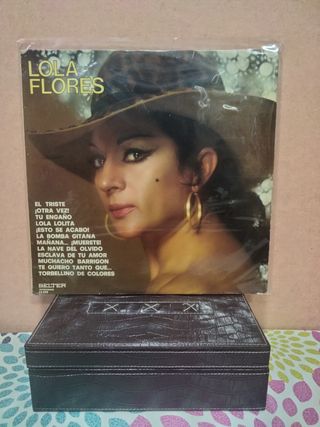 LOLA
FLORES
EL TRISTE
¡OTRA VEZ!
TU ENGAÑO
LOLA LOLITA
¡ESTO SE ACABO!
LA BOMBA GITANA
MAÑANA... ¡MUERETE!
LA NAVE DEL OLVIDO
ESCLAVA DE TU AMOR
MUCHACHO BARRIGON
TE QUIERO TANTO QUE...
TORBELLINO DE COLORES
BELTER